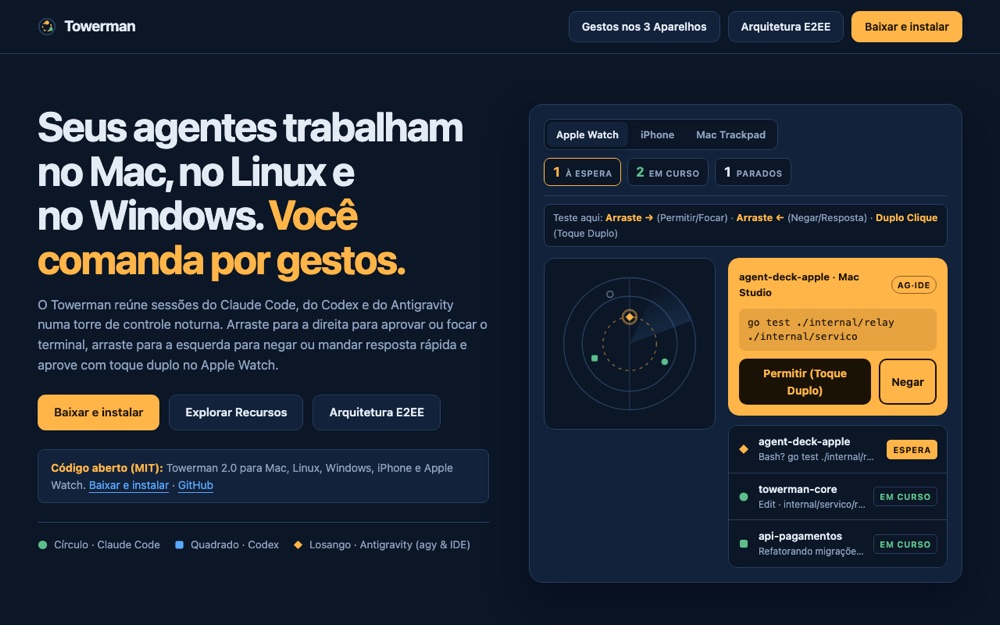 Towerman
Gestos nos 3 Aparelhos
Arquitetura E2EE
Baixar e instalar
Seus agentes trabalham
no Mac, no Linux e
no Windows. Você
comanda por gestos.
O Towerman reúne sessões do Claude Code, do Codex e do Antigravity
numa torre de controle noturna. Arraste para a direita para aprovar ou focar o
terminal, arraste para a esquerda para negar ou mandar resposta rápida e
aprove com toque duplo no Apple Watch.
Baixar e instalar
Explorar Recursos
Arquitetura E2EE
Código aberto (MIT): Towerman 2.0 para Mac, Linux, Windows, iPhone e Apple
Watch. Baixar e instalar · GitHub
Círculo · Claude Code
Quadrado · Codex
Losango · Antigravity (agy & IDE)
Apple Watch
iPhone
Mac Trackpad
1 À ESPERA
2 EM CURSO
1 PARADOS
Teste aqui: Arraste → (Permitir/Focar) · Arraste ← (Negar/Resposta) · Duplo Clique
(Toque Duplo)
agent-deck-apple · Mac
Studio
AG·IDE
go test ./internal/relay
./internal/servico
Permitir (Toque
Duplo)
Negar
agent-deck-apple
Bash? go test ./internal/r…
ESPERA
towerman-core
Edit · internal/servico/r…
EM CURSO
api-pagamentos
Refatorando migraçõe…
EM CURSO